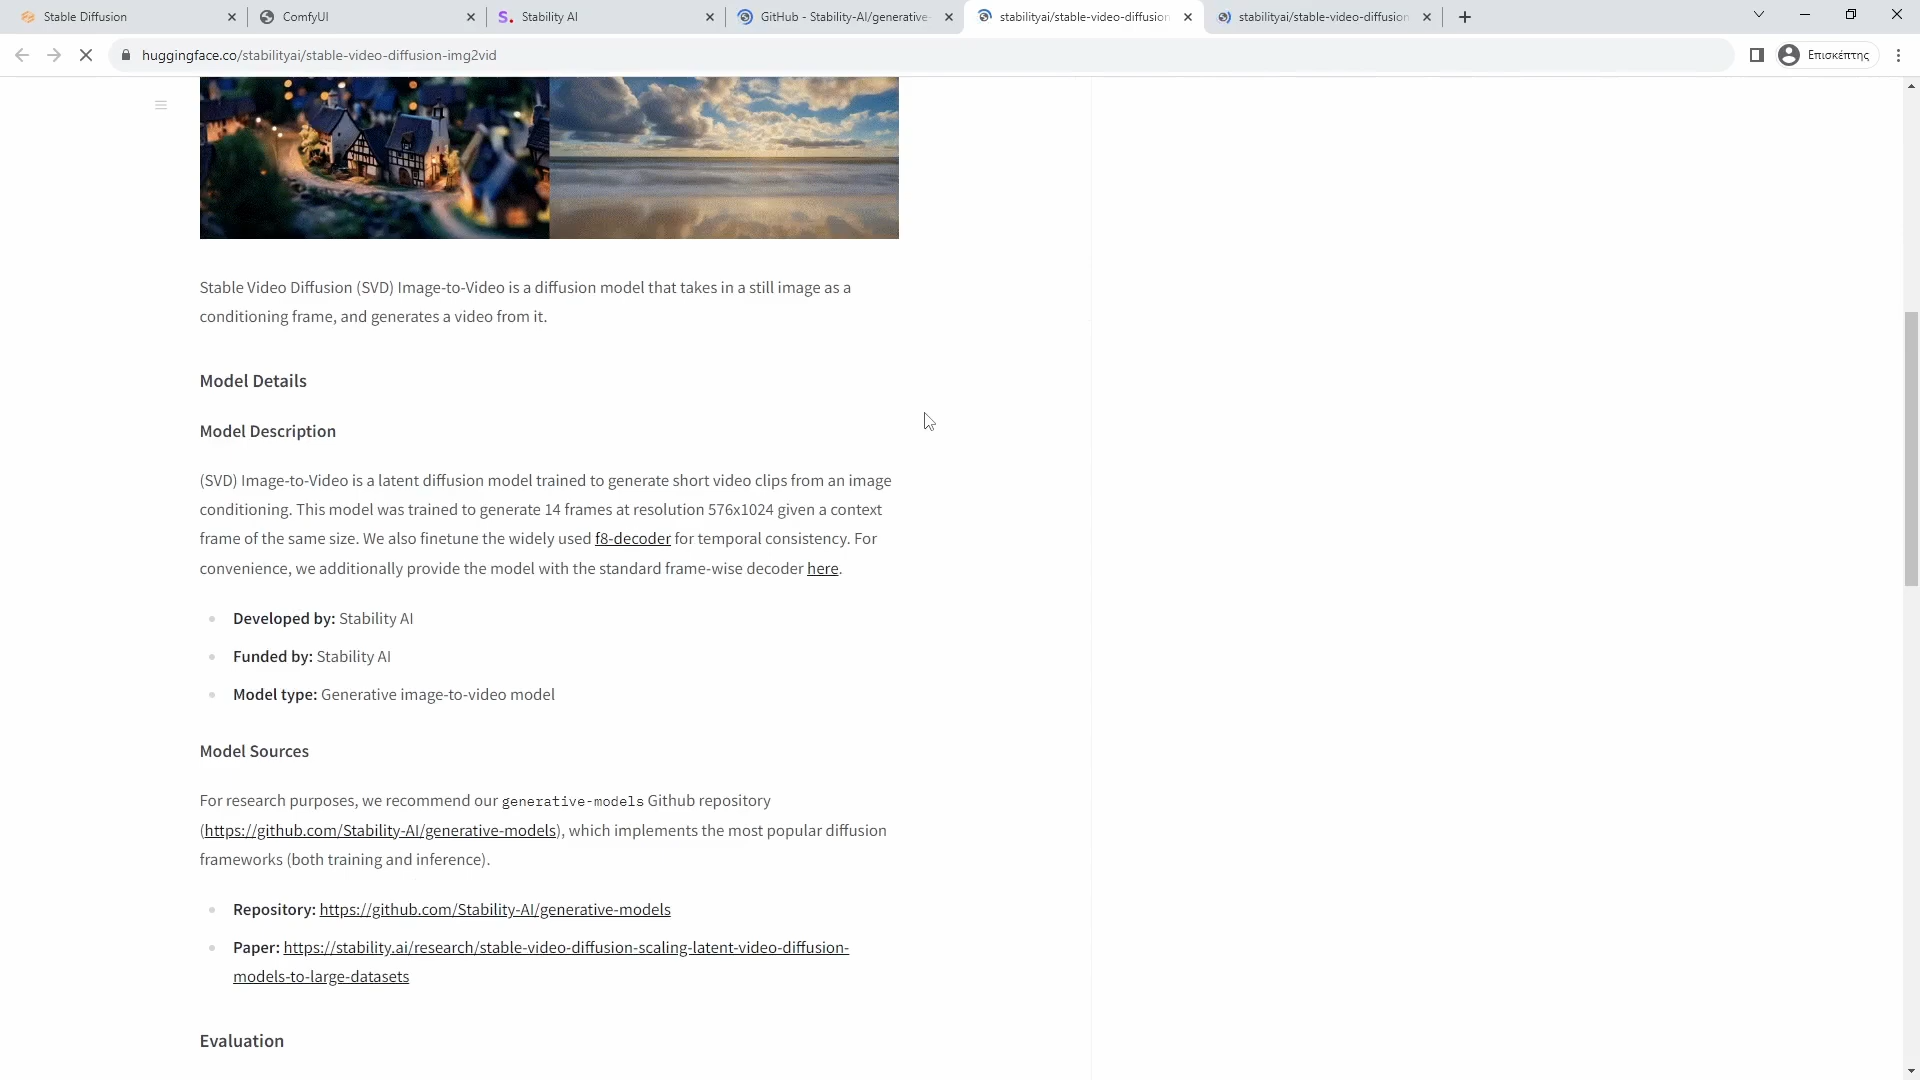 Stable Diffusion
ComfyUI
Stability AI
GitHub - Stability-AI/generative-
stabilityai/stable-video-diffusion
stabilityai/stable-video-diffusion
huggingface.co/stabilityai/stable-video-diffusion-img2vid
Επισκέπτης
Stable Video Diffusion (SVD) Image-to-Video is a diffusion model that takes in a still image as a
conditioning frame, and generates a video from it.
Model Details
Model Description
(SVD) Image-to-Video is a latent diffusion model trained to generate short video clips from an image
conditioning. This model was trained to generate 14 frames at resolution 576x1024 given a context
frame of the same size. We also finetune the widely used f8-decoder for temporal consistency. For
convenience, we additionally provide the model with the standard frame-wise decoder here.
Developed by: Stability AI
Funded by: Stability AI
Model type: Generative image-to-video model
Model Sources
For research purposes, we recommend our generative-models Github repository
(https://github.com/Stability-AI/generative-models), which implements the most popular diffusion
frameworks (both training and inference).
Repository: https://github.com/Stability-AI/generative-models
Paper: https://stability.ai/research/stable-video-diffusion-scaling-latent-video-diffusion-
models-to-large-datasets
Evaluation